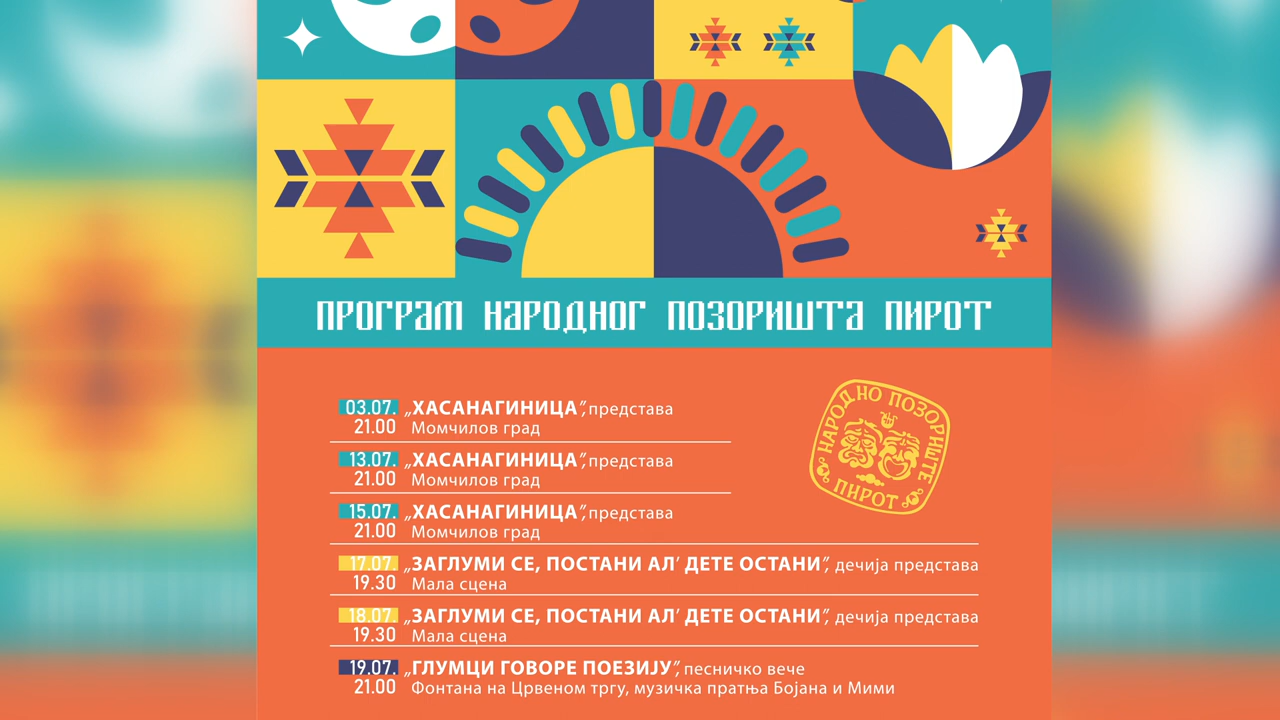 ПРОГРАМ НАРОДНОГ ПОЗОРИШТА ПИРОТ
НАРОДНО ПОЗОРИШТЕ
ПИРОТ
03.07. „ХАСАНАГИНИЦА”, представа
21.00 Момчилов град
13.07. „ХАСАНАГИНИЦА”, представа
21.00 Момчилов град
15.07. „ХАСАНАГИНИЦА”, представа
21.00 Момчилов град
17.07. „ЗАГЛУМИ СЕ, ПОСТАНИ АЛ’ ДЕТЕ ОСТАНИ”, дечија представа
19.30 Мала сцена
18.07. „ЗАГЛУМИ СЕ, ПОСТАНИ АЛ’ ДЕТЕ ОСТАНИ”, дечија представа
19.30 Мала сцена
19.07. „ГЛУМЦИ ГОВОРЕ ПОЕЗИЈУ”, песничко вече
21.00 Фонтана на Црвеном тргу, музичка пратња Бојана и Мими